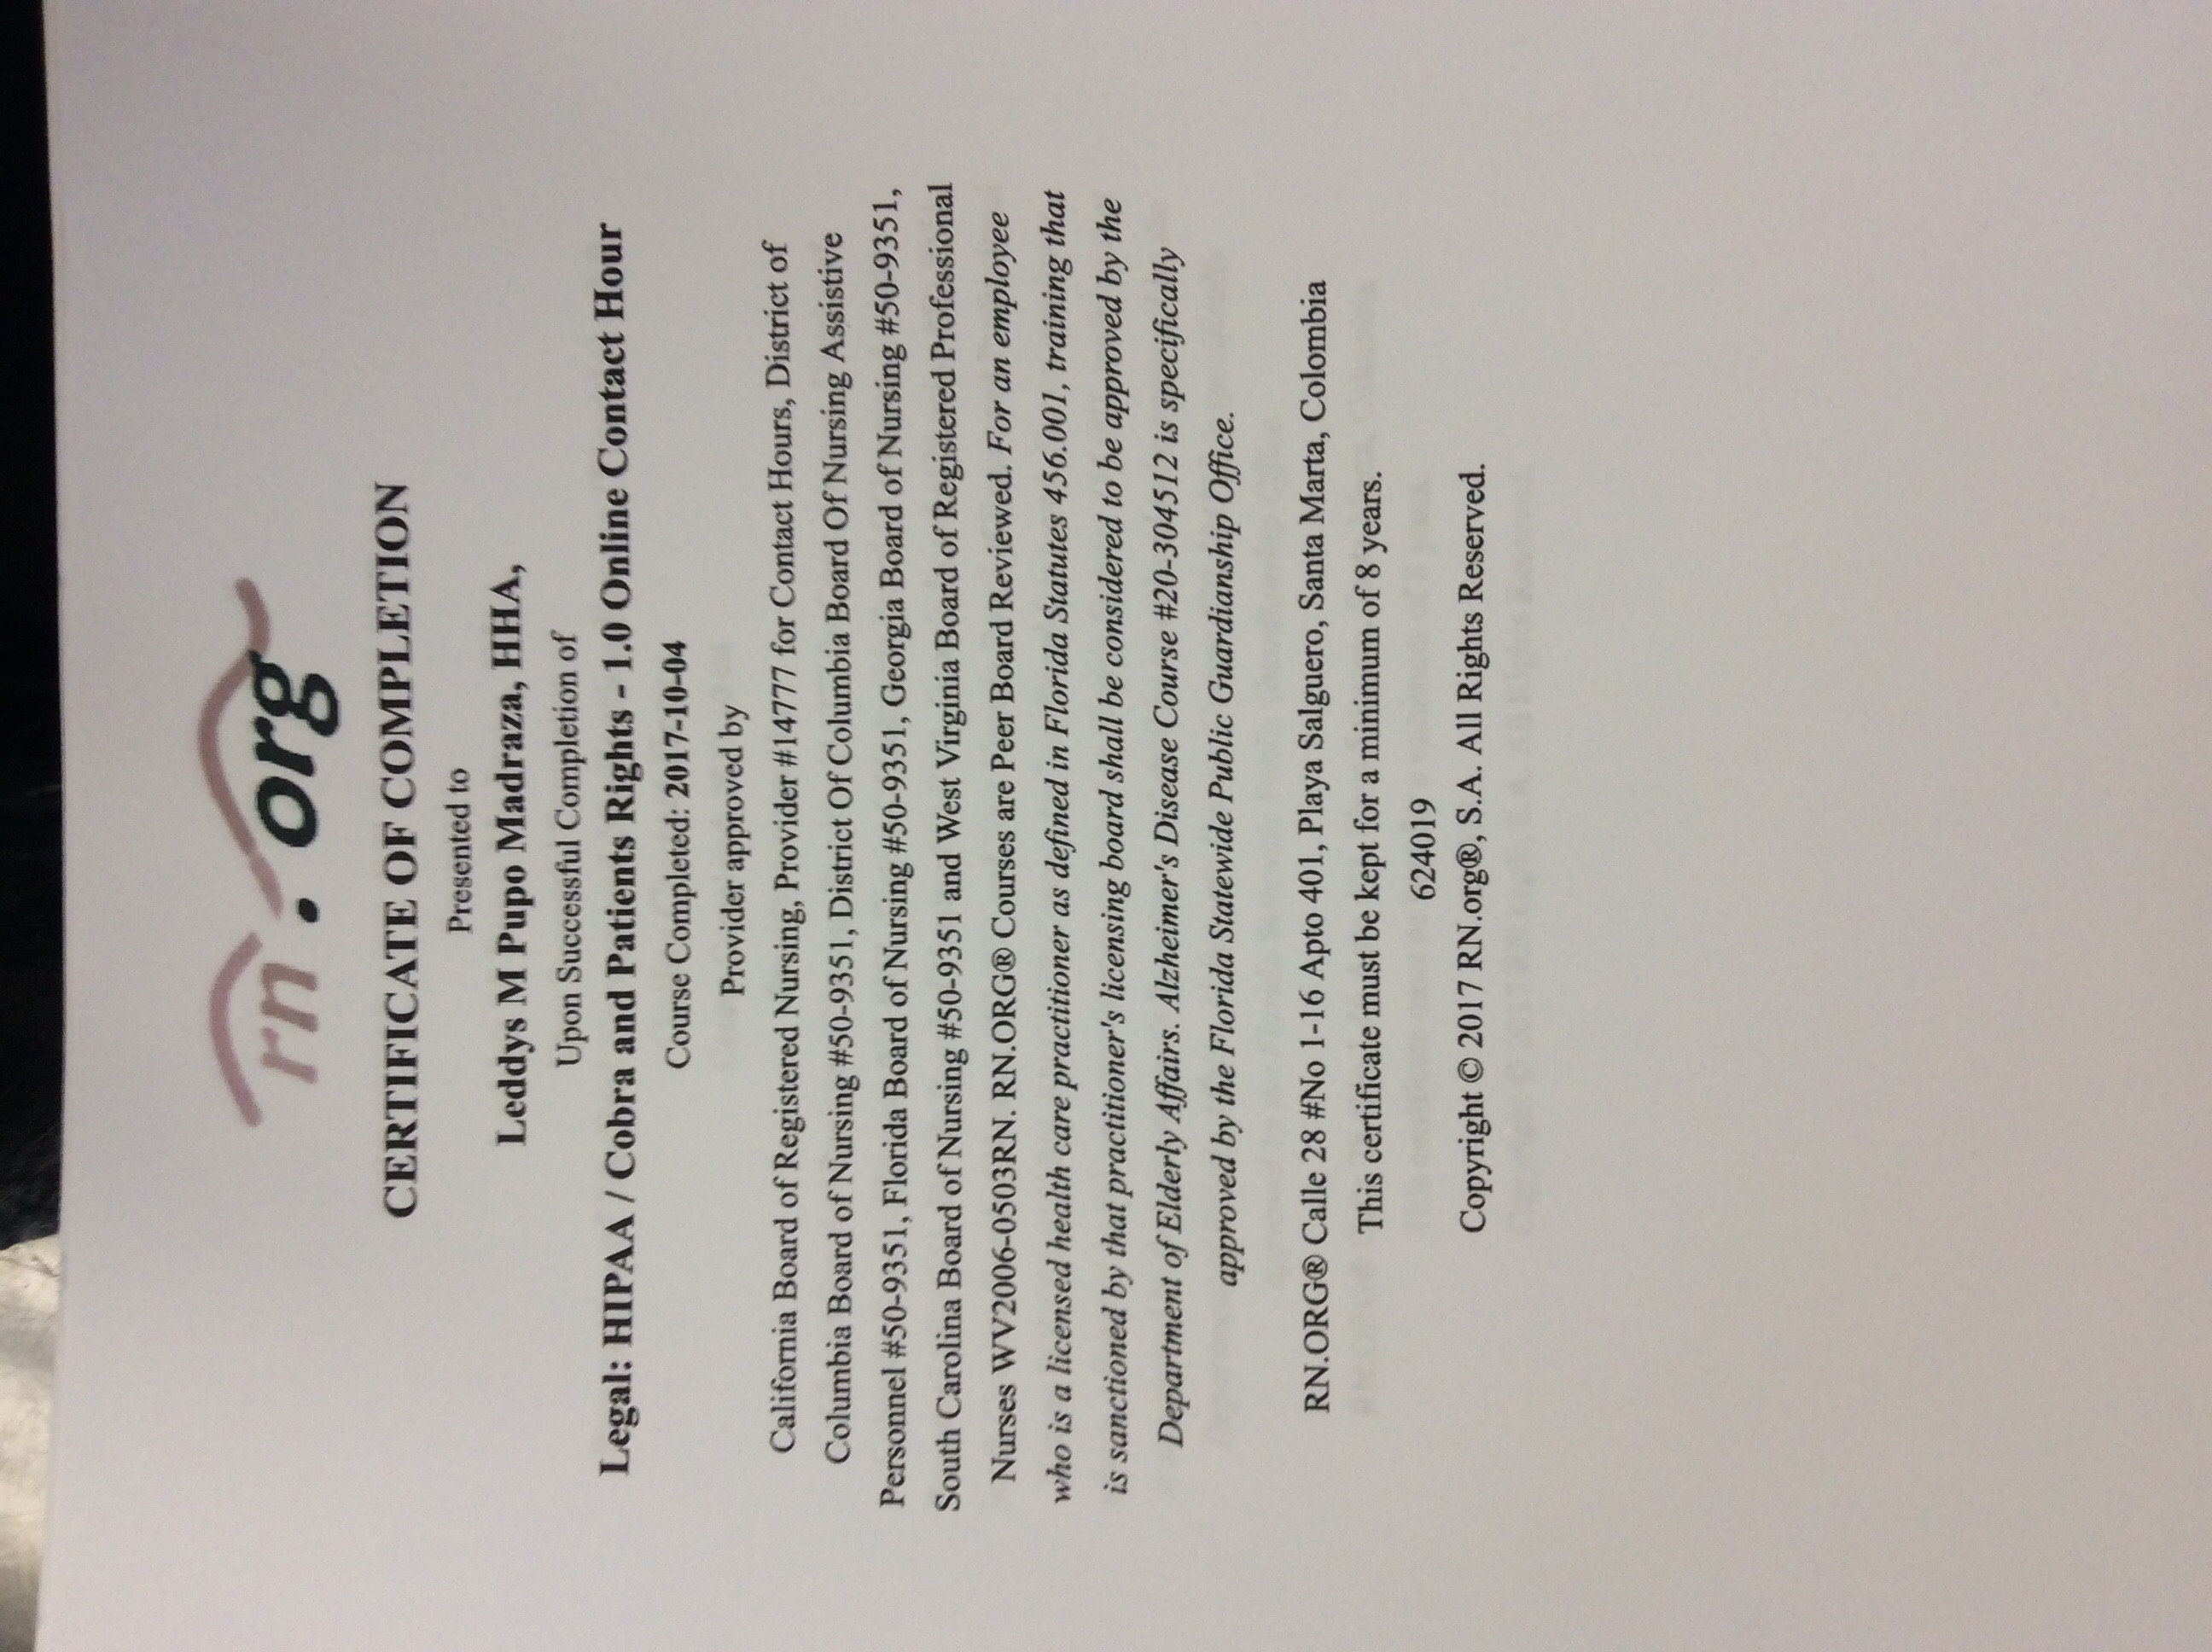 rn.org
CERTIFICATE OF COMPLETION
Presented to
Leddys M Pupo Madraza, HHA,
Upon Successful Completion of
Legal: HIPAA / Cobra and Patients Rights - 1.0 Online Contact Hour
Course Completed: 2017-10-04
Provider approved by
California Board of Registered Nursing, Provider #14777 for Contact Hours, District of
Columbia Board of Nursing #50-9351, District Of Columbia Board Of Nursing Assistive
Personnel #50-9351, Florida Board of Nursing #50-9351, Georgia Board of Nursing #50-9351,
South Carolina Board of Nursing #50-9351 and West Virginia Board of Registered Professional
Nurses WV2006-0503RN. RN.ORG® Courses are Peer Board Reviewed. For an employee
who is a licensed health care practitioner as defined in Florida Statutes 456.001, training that
is sanctioned by that practitioner's licensing board shall be considered to be approved by the
Department of Elderly Affairs. Alzheimer's Disease Course #20-304512 is specifically
approved by the Florida Statewide Public Guardianship Office.
RN.ORG® Calle 28 #No 1-16 Apto 401, Playa Salguero, Santa Marta, Colombia
This certificate must be kept for a minimum of 8 years.
624019
Copyright © 2017 RN.org®, S.A. All Rights Reserved.